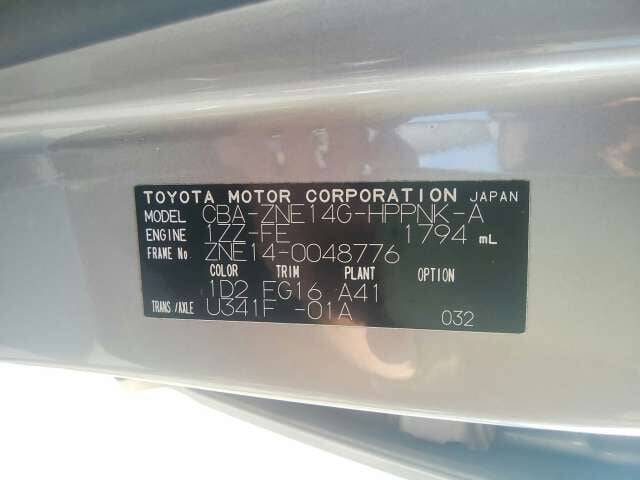 TOYOTA MOTOR CORPORATION JAPAN
MODEL CBA-ZNE14G-HPPNK-A
ENGINE 1ZZ-FE 1794 mL
FRAME No. ZNE14-0048776
COLOR TRIM PLANT OPTION
1D2 FG16 A41
TRANS/AXLE U341F -01A 032